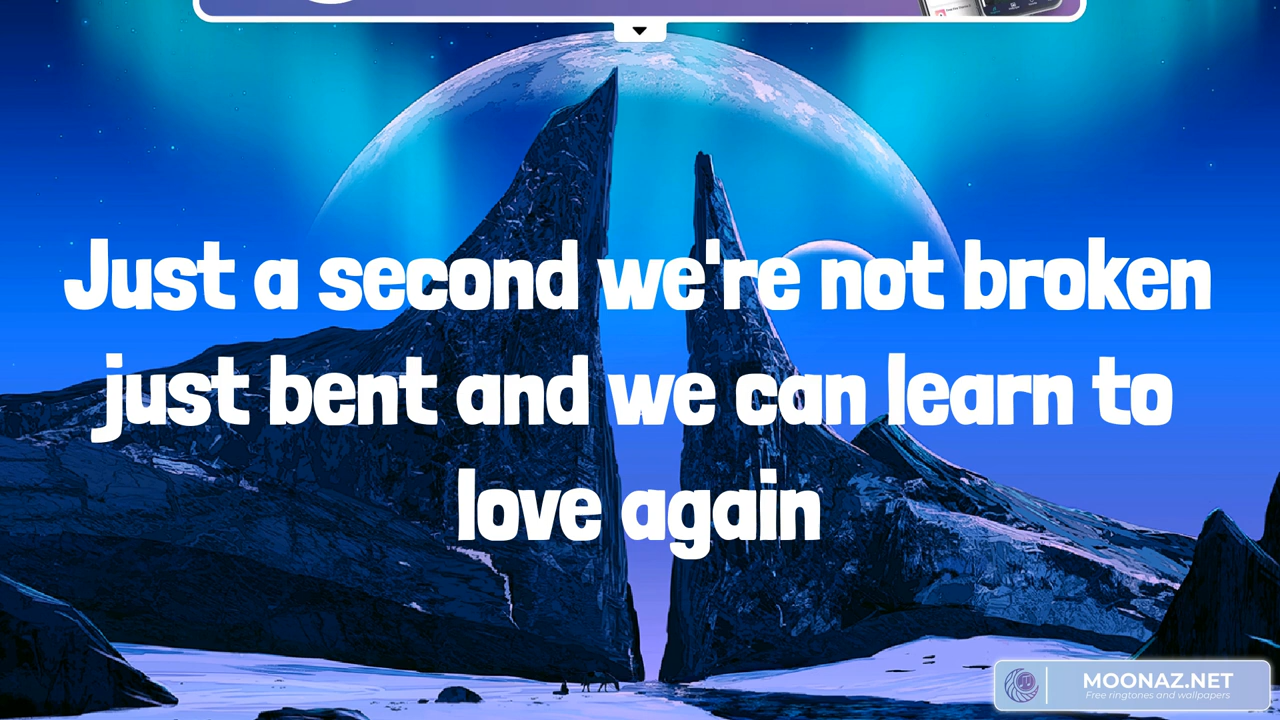 Just a second we're not broken
just bent and we can learn to
love again
MOONAZ.NET
Free ringtones and wallpapers